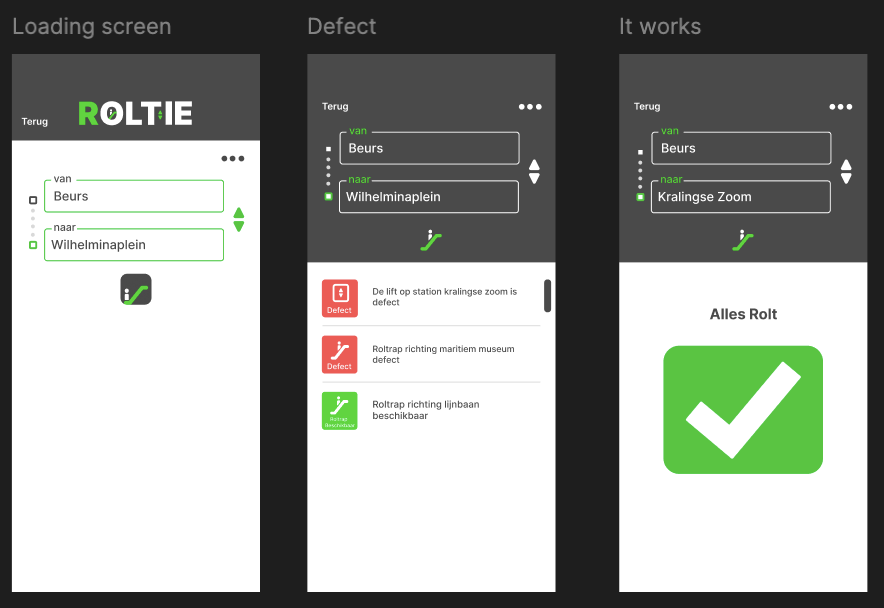 Loading screen
Terug
ROLTIE
van
Beurs
naar
Wilhelminaplein
Defect
Terug
van
Beurs
naar
Wilhelminaplein
Defect
De lift op station kralingse zoom is
defect
Defect
Roltrap richting maritiem museum
defect
Roltrap
Beschikbaar
Roltrap richting lijnbaan
beschikbaar
It works
Terug
van
Beurs
naar
Kralingse Zoom
Alles Rolt